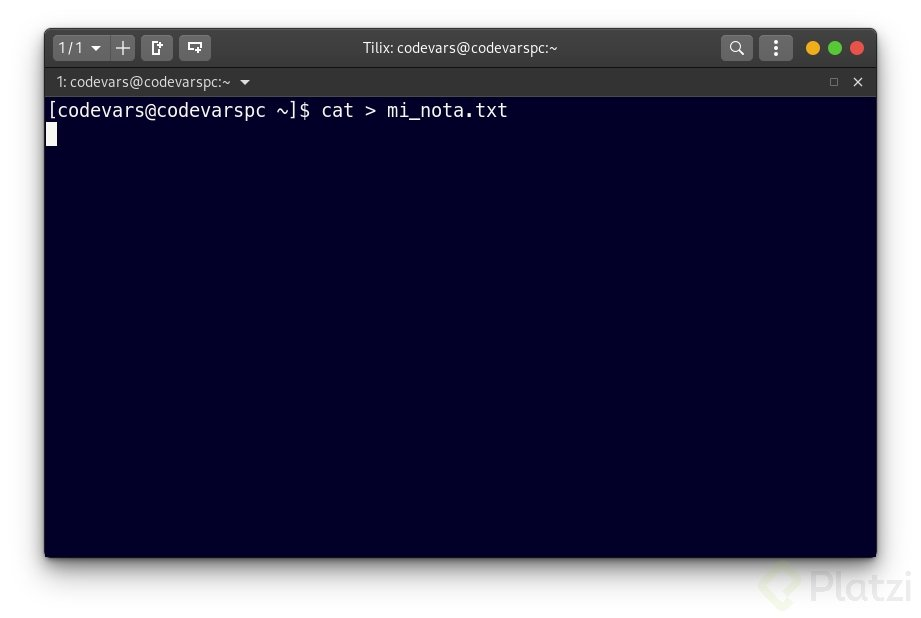 1/1
Tilix: codevars@codevarspc:~
1: codevars@codevarspc:~
[codevars@codevarspc ~]$ cat > mi_nota.txt
Platzi